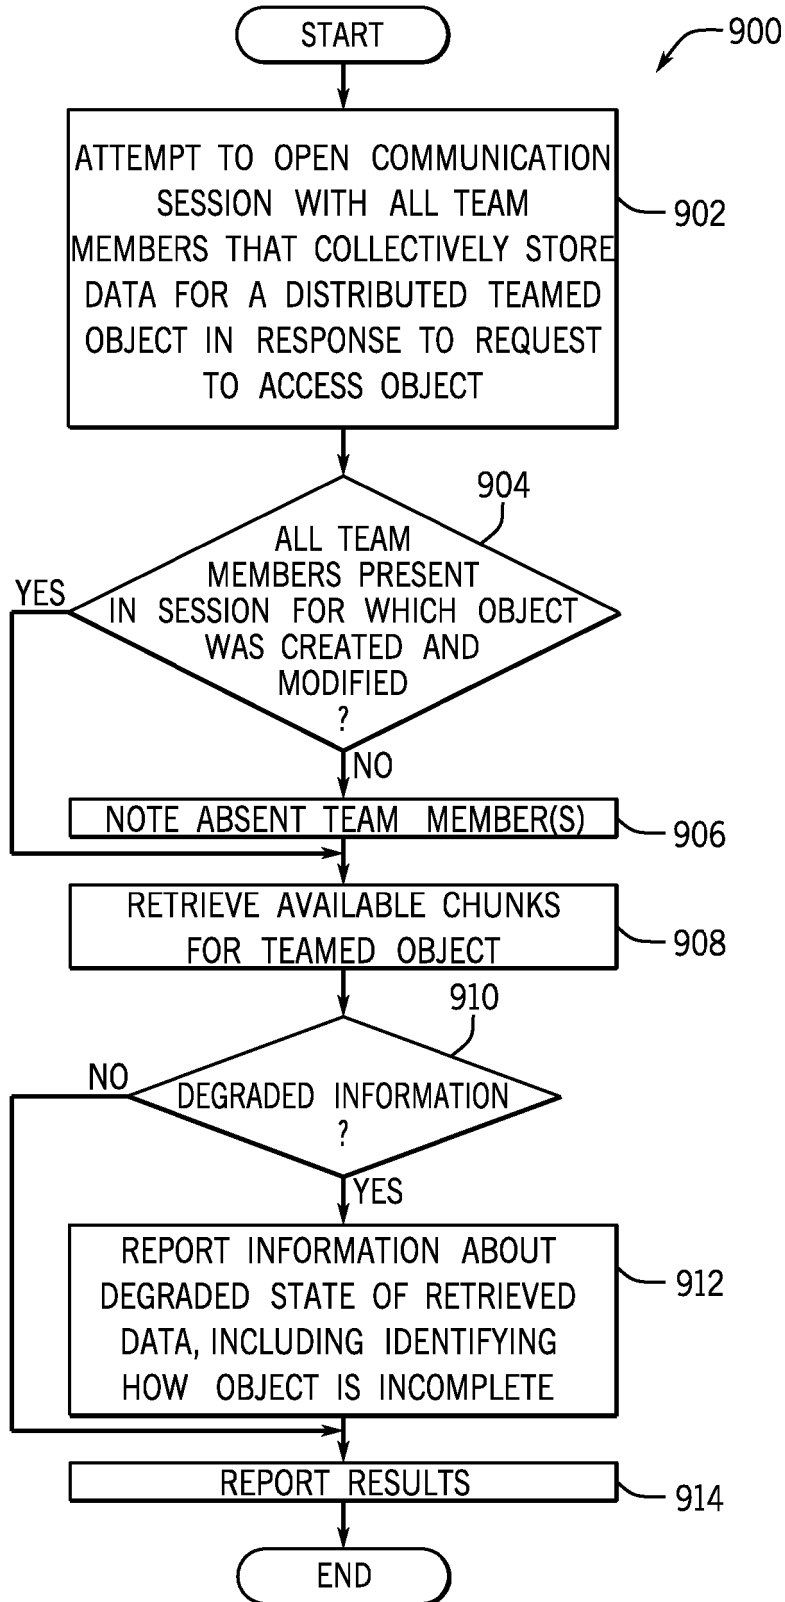 START
900
ATTEMPT TO OPEN COMMUNICATION
SESSION WITH ALL TEAM
MEMBERS THAT COLLECTIVELY STORE
DATA FOR A DISTRIBUTED TEAMED
OBJECT IN RESPONSE TO REQUEST
TO ACCESS OBJECT
902
904
ALL TEAM
MEMBERS PRESENT
IN SESSION FOR WHICH OBJECT
WAS CREATED AND
MODIFIED
?
YES
NO
NOTE ABSENT TEAM MEMBER(S)
906
RETRIEVE AVAILABLE CHUNKS
FOR TEAMED OBJECT
908
910
NO
DEGRADED INFORMATION
?
YES
REPORT INFORMATION ABOUT
DEGRADED STATE OF RETRIEVED
DATA, INCLUDING IDENTIFYING
HOW OBJECT IS INCOMPLETE
912
REPORT RESULTS
914
END